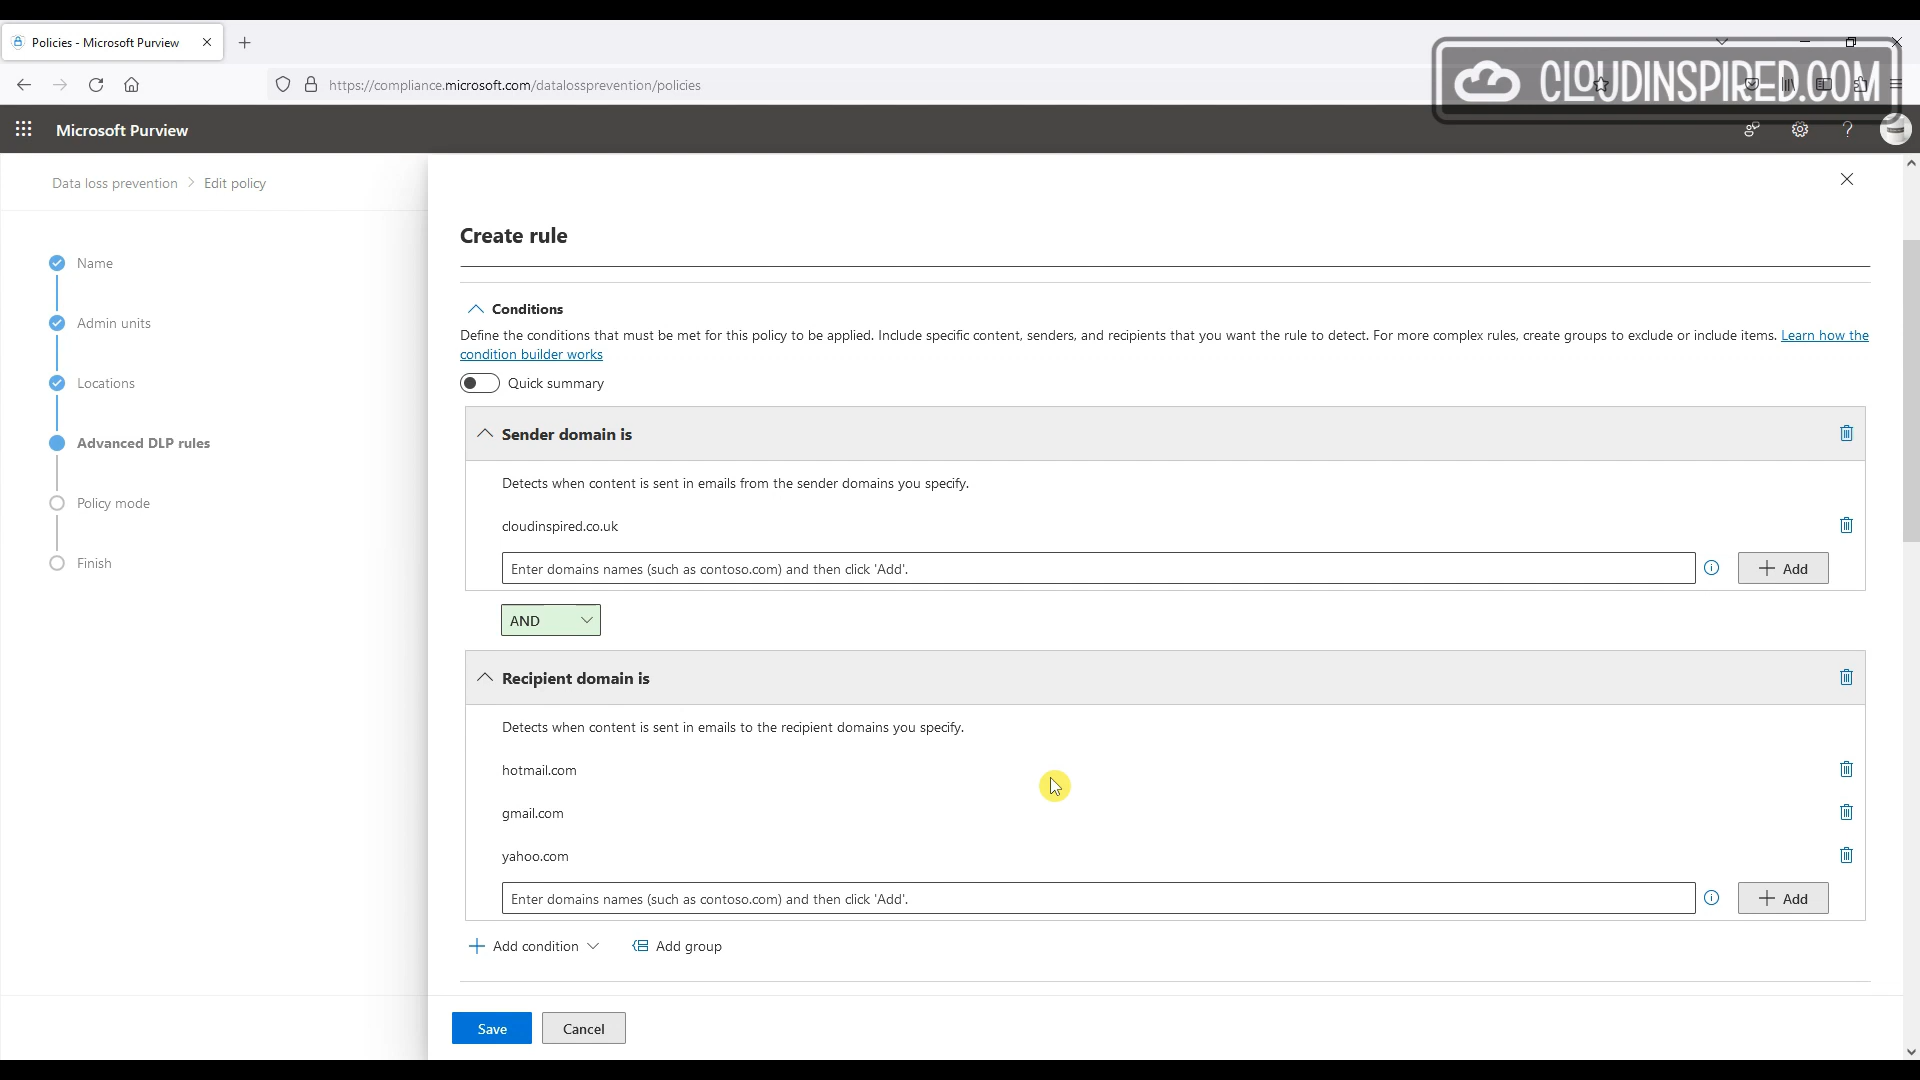 Policies - Microsoft Purview
https://compliance.microsoft.com/datalossprevention/policies
CLOUDINSPIRED.COM
Microsoft Purview
Data loss prevention > Edit policy
Name
Admin units
Locations
Advanced DLP rules
Policy mode
Finish
Create rule
Conditions
Define the conditions that must be met for this policy to be applied. Include specific content, senders, and recipients that you want the rule to detect. For more complex rules, create groups to exclude or include items. Learn how the
condition builder works
Quick summary
Sender domain is
Detects when content is sent in emails from the sender domains you specify.
cloudinspired.co.uk
Enter domains names (such as contoso.com) and then click 'Add'.
Add
AND
Recipient domain is
Detects when content is sent in emails to the recipient domains you specify.
hotmail.com
gmail.com
yahoo.com
Enter domains names (such as contoso.com) and then click 'Add'.
Add
Add condition
Add group
Save
Cancel